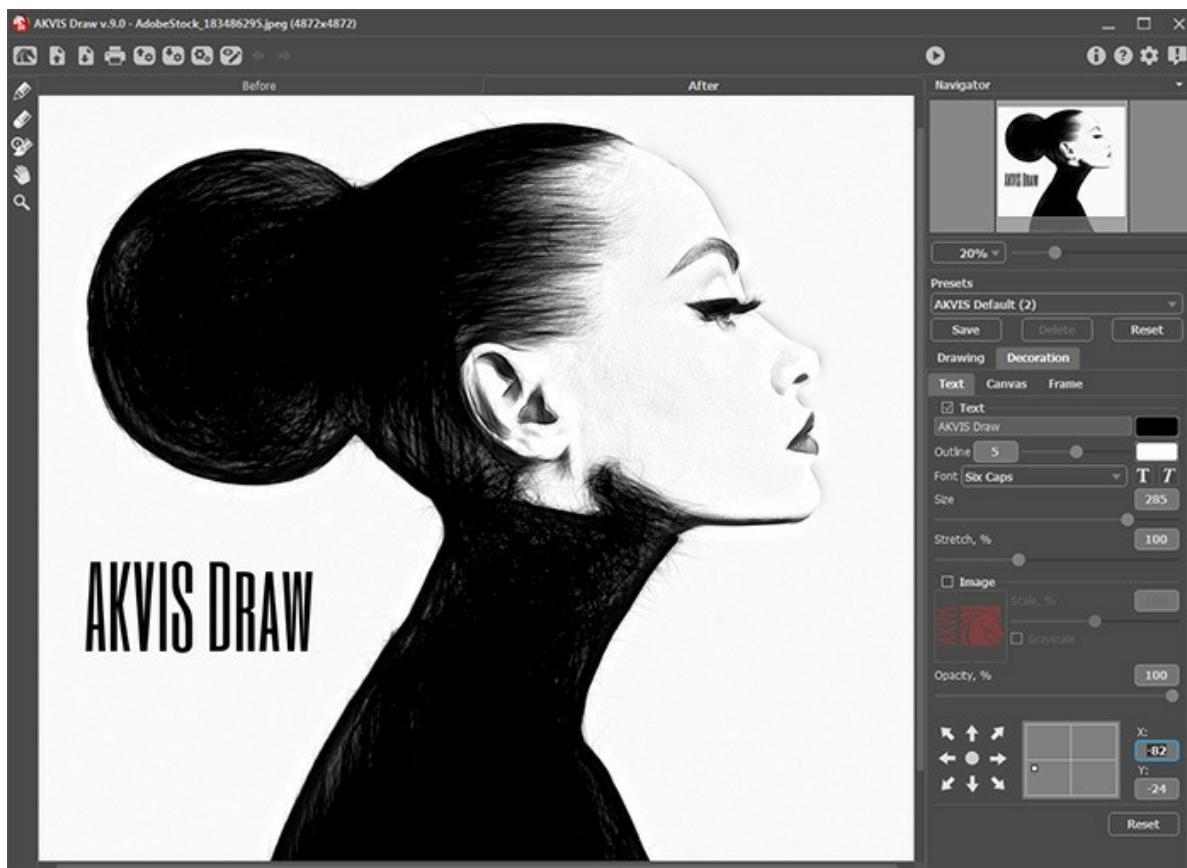 AKVIS Draw v.9.0 - AdobeStock_183486295.jpeg (4872x4872)
Before After
Navigator
AKVIS DRAW
20%
Presets
AKVIS Default (2)
Save Delete Reset
Drawing Decoration
Text Canvas Frame
Text
AKVIS Draw
Outline 5
Font Six Caps T T
Size 285
Stretch, % 100
Image
AKVIS
Scale, % 100
Grayscale
Opacity, % 100
X:
-82
Y:
-24
Reset
AKVIS DRAW